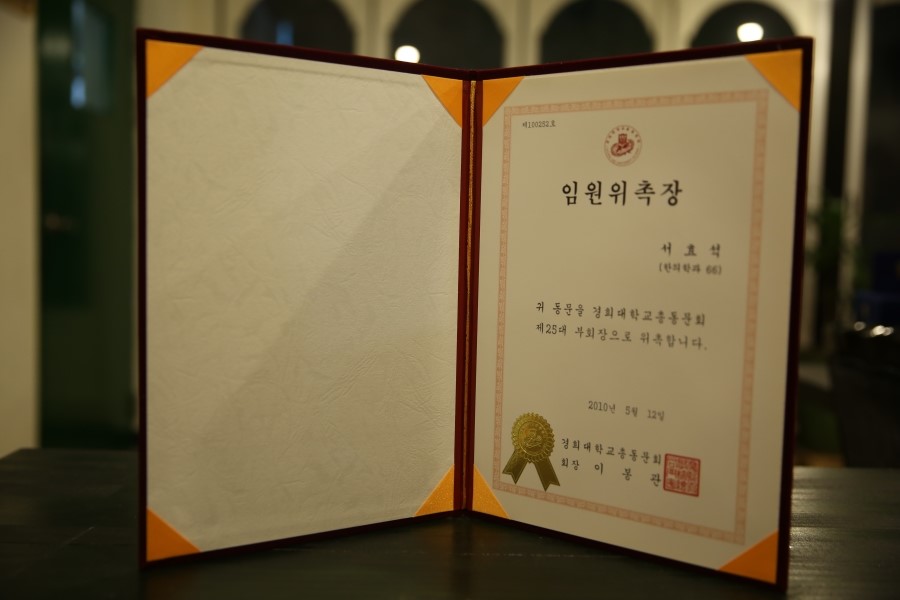 제100252호
임원위촉장
서 효 석
(한의학과 66)
귀 동문을 경희대학교총동문회
제25대 부회장으로 위촉합니다.
2010년 5월 12일
경희대학교총동문회
회장 이 봉 관